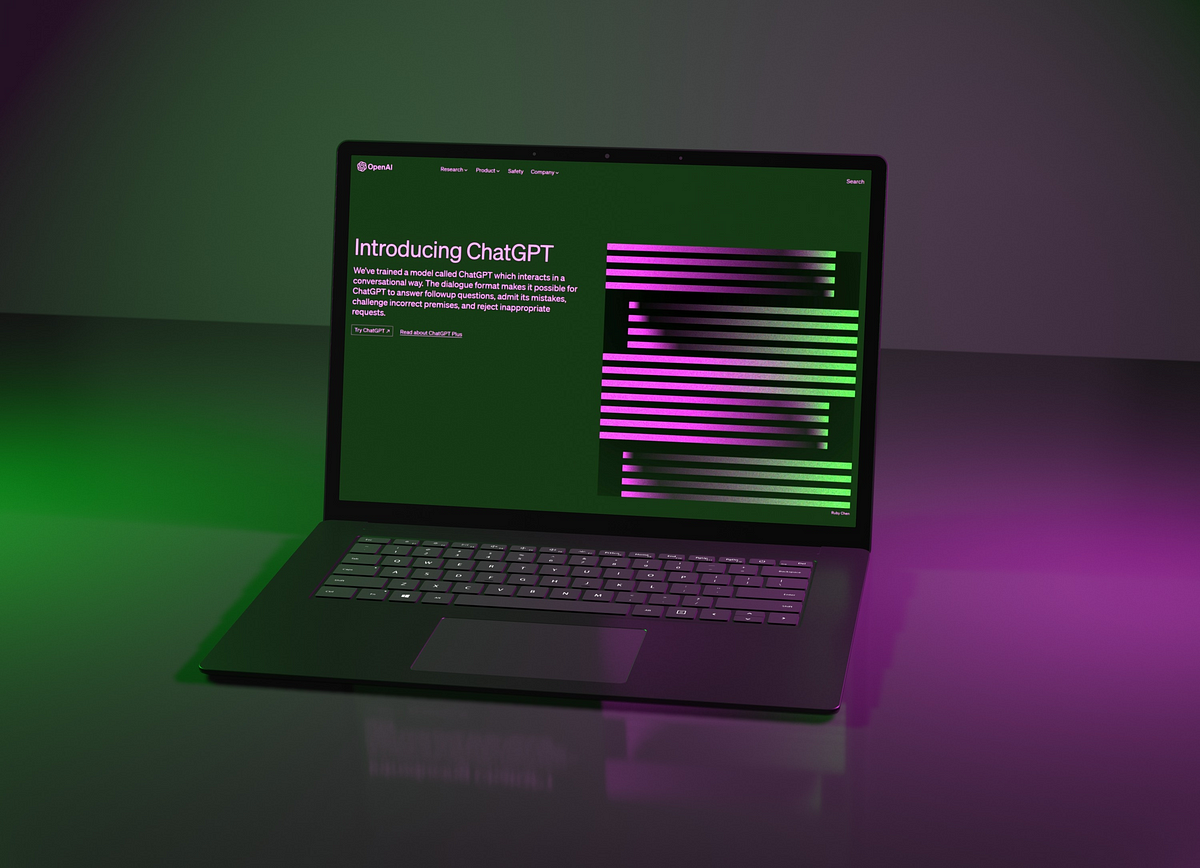 OpenAI
Research Product Safety Company
Search
Introducing ChatGPT
We've trained a model called ChatGPT which interacts in a
conversational way. The dialogue format makes it possible for
ChatGPT to answer followup questions, admit its mistakes,
challenge incorrect premises, and reject inappropriate
requests.
Try ChatGPT ↗ Read about ChatGPT Plus
Ruby Chen
Q W E R T Y U I O P
A S D F G H J K L
Z X C V B N M